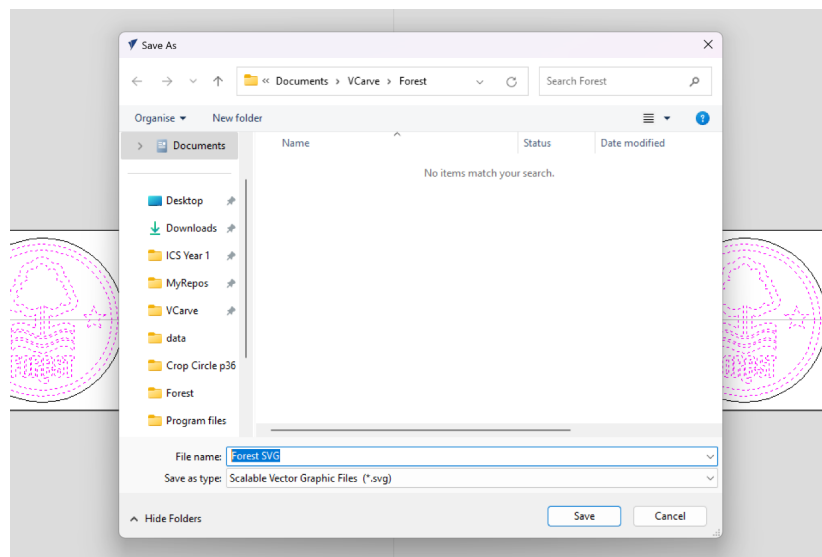 Save As
« Documents > VCarve > Forest
Search Forest
Organise
New folder
Documents
Name
Status
Date modified
No items match your search.
Desktop
Downloads
ICS Year 1
MyRepos
VCarve
data
Crop Circle p36
Forest
Program files
File name: Forest SVG
Save as type: Scalable Vector Graphic Files (*.svg)
Hide Folders
Save
Cancel